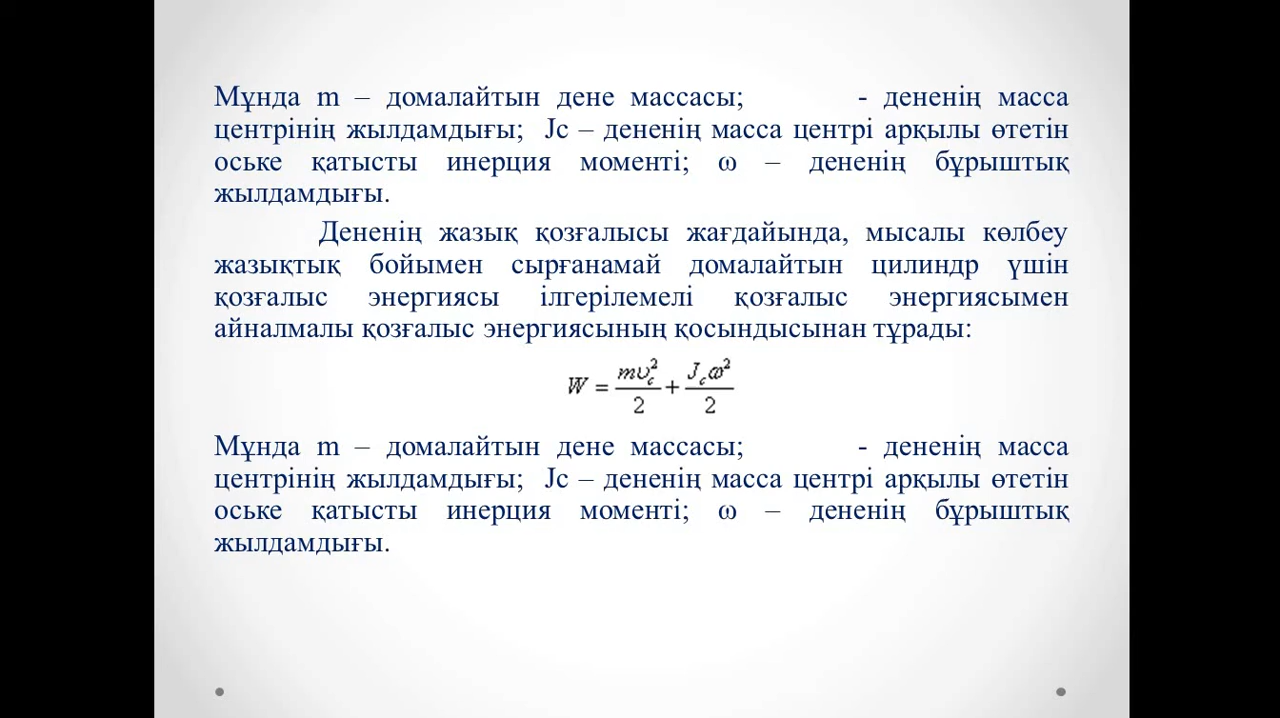 Мұнда m – домалайтын дене массасы; - дененің масса
центрінің жылдамдығы; Jc – дененің масса центрі арқылы өтетін
оське қатысты инерция моменті; ω – дененің бұрыштық
жылдамдығы.
Дененің жазық қозғалысы жағдайында, мысалы көлбеу
жазықтық бойымен сырғанамай домалайтын цилиндр үшін
қозғалыс энергиясы ілгерілемелі қозғалыс энергиясымен
айналмалы қозғалыс энергиясының қосындысынан тұрады:
W = mυc²/2 + Jcω²/2
Мұнда m – домалайтын дене массасы; - дененің масса
центрінің жылдамдығы; Jc – дененің масса центрі арқылы өтетін
оське қатысты инерция моменті; ω – дененің бұрыштық
жылдамдығы.